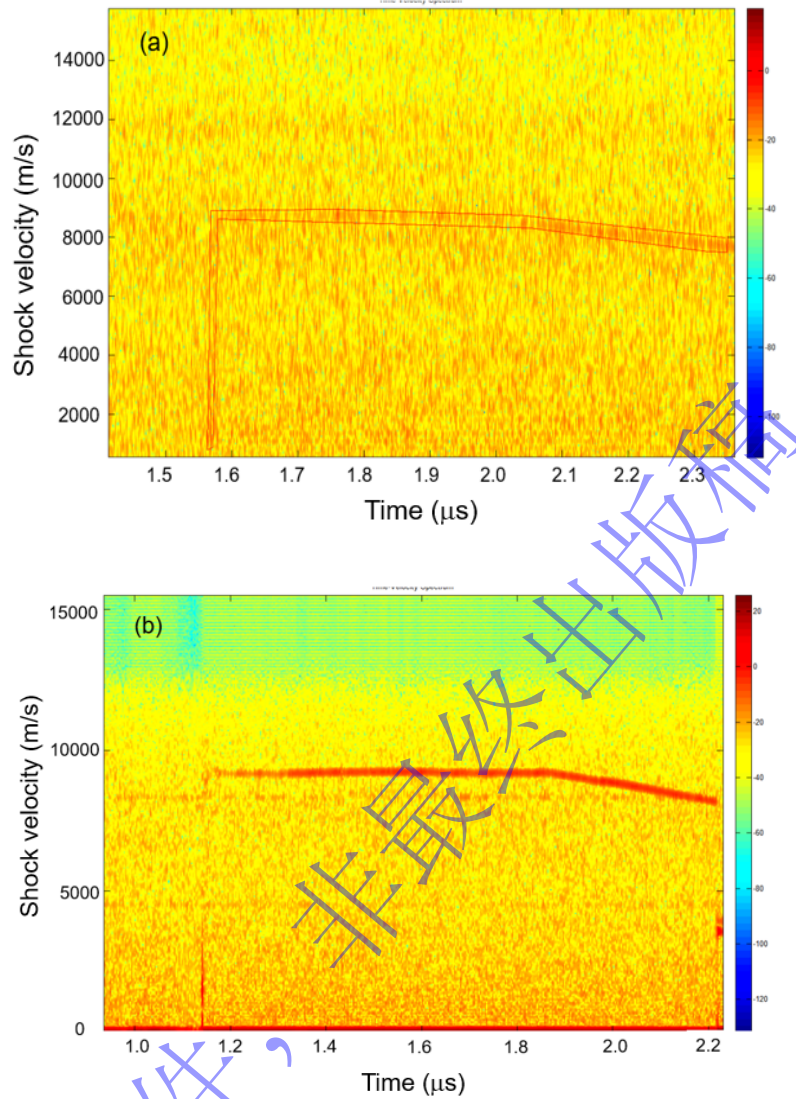 (a)
Shock velocity (m/s)
14000
12000
10000
8000
6000
4000
2000
1.5 1.6 1.7 1.8 1.9 2.0 2.1 2.2 2.3
Time (μs)
0
-20
-40
-60
-80
-100
(b)
Shock velocity (m/s)
15000
10000
5000
0
1.0 1.2 1.4 1.6 1.8 2.0 2.2
Time (μs)
20
0
-20
-40
-60
-80
-100
-120
件，非最终出版稿